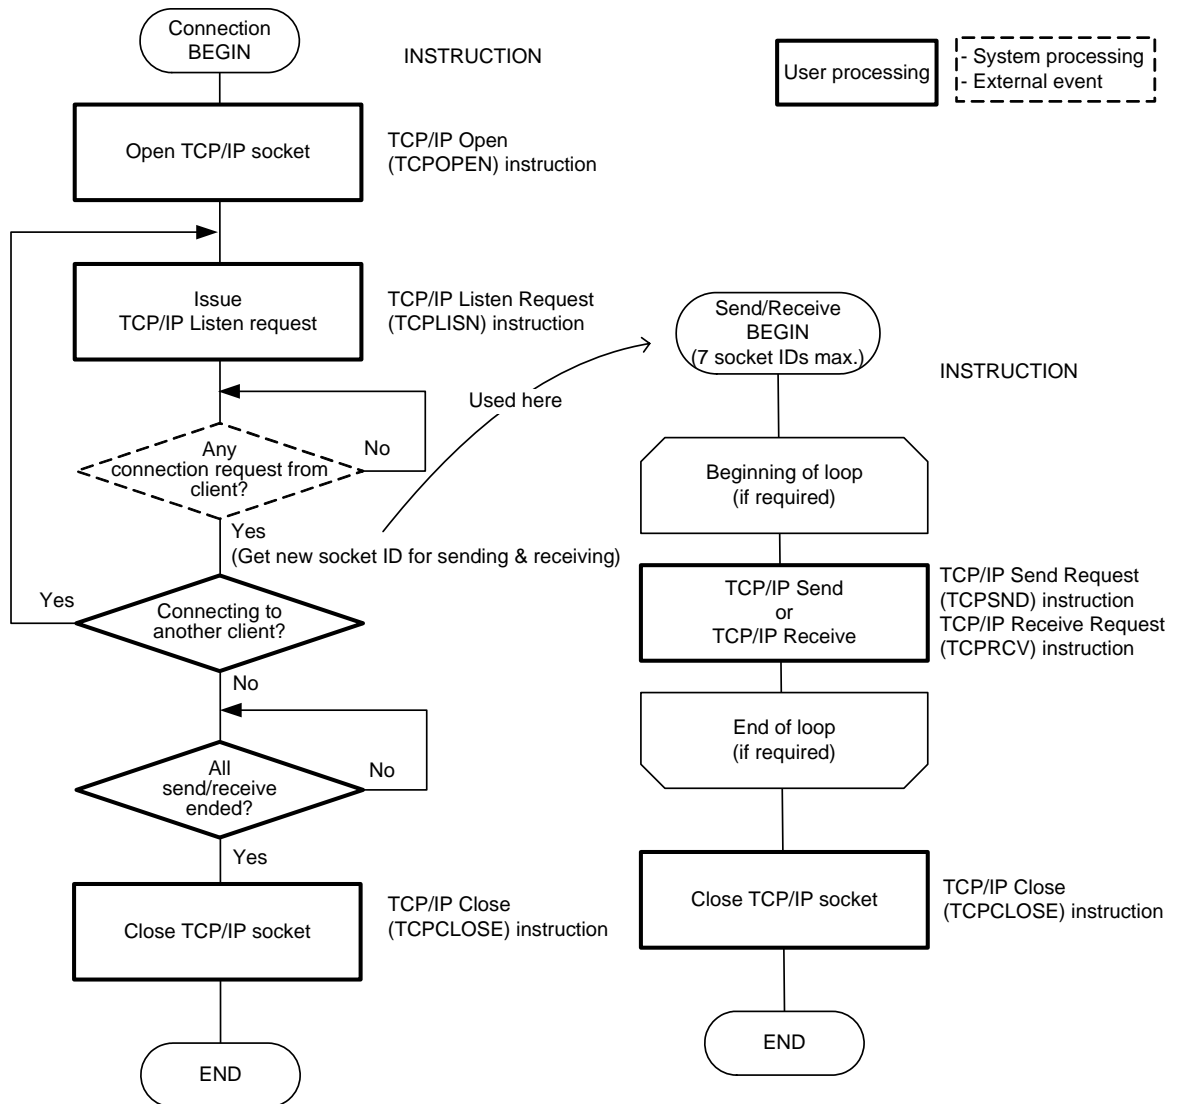 Connection
BEGIN
INSTRUCTION
User processing
- System processing
- External event
Open TCP/IP socket
TCP/IP Open
(TCPOPEN) instruction
Issue
TCP/IP Listen request
TCP/IP Listen Request
(TCPLISN) instruction
Any
connection request from
client?
No
Yes
(Get new socket ID for sending & receiving)
Used here
Connecting to
another client?
Yes
No
All
send/receive
ended?
No
Yes
Close TCP/IP socket
TCP/IP Close
(TCPCLOSE) instruction
END
Send/Receive
BEGIN
(7 socket IDs max.)
INSTRUCTION
Beginning of loop
(if required)
TCP/IP Send
or
TCP/IP Receive
TCP/IP Send Request
(TCPSND) instruction
TCP/IP Receive Request
(TCPRCV) instruction
End of loop
(if required)
Close TCP/IP socket
TCP/IP Close
(TCPCLOSE) instruction
END